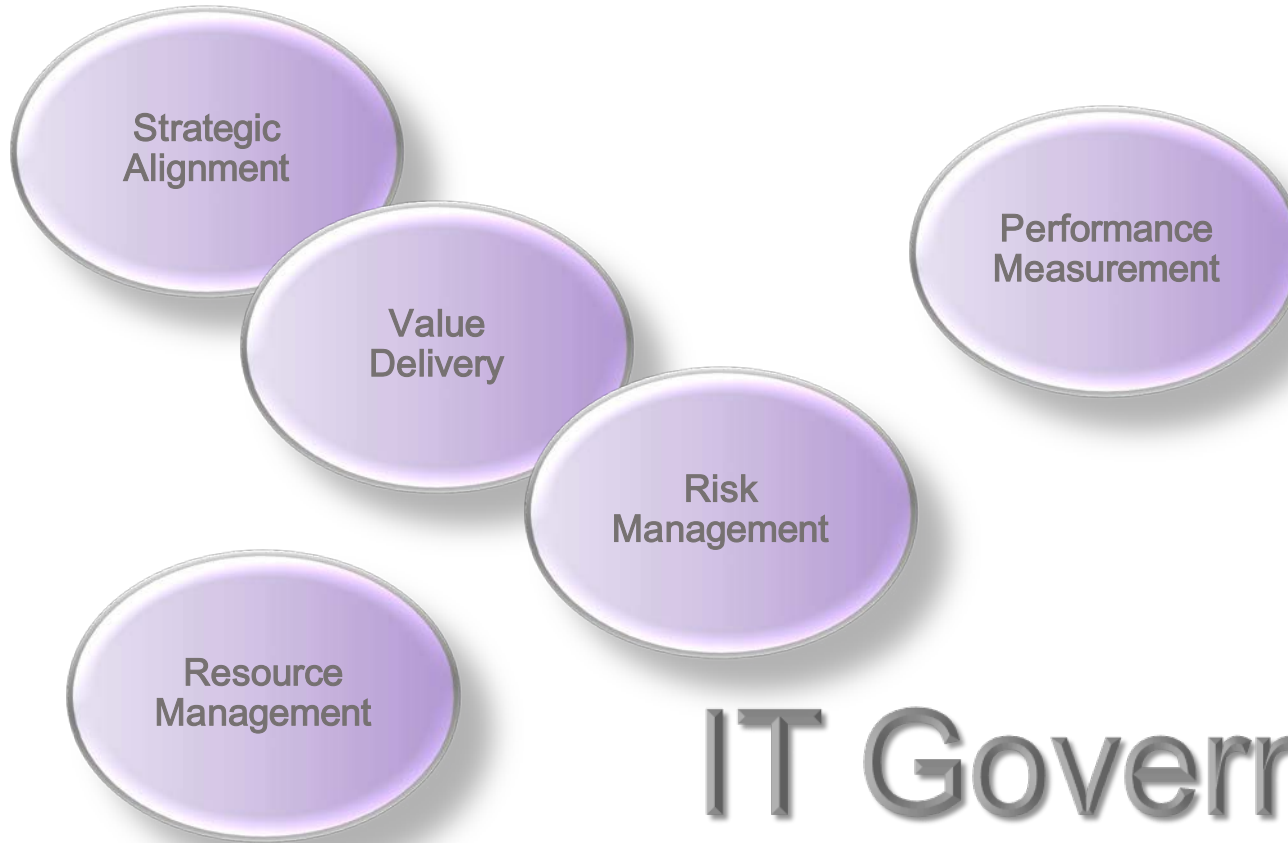 Strategic
Alignment
Performance
Measurement
Value
Delivery
Risk
Management
Resource
Management
IT Govern